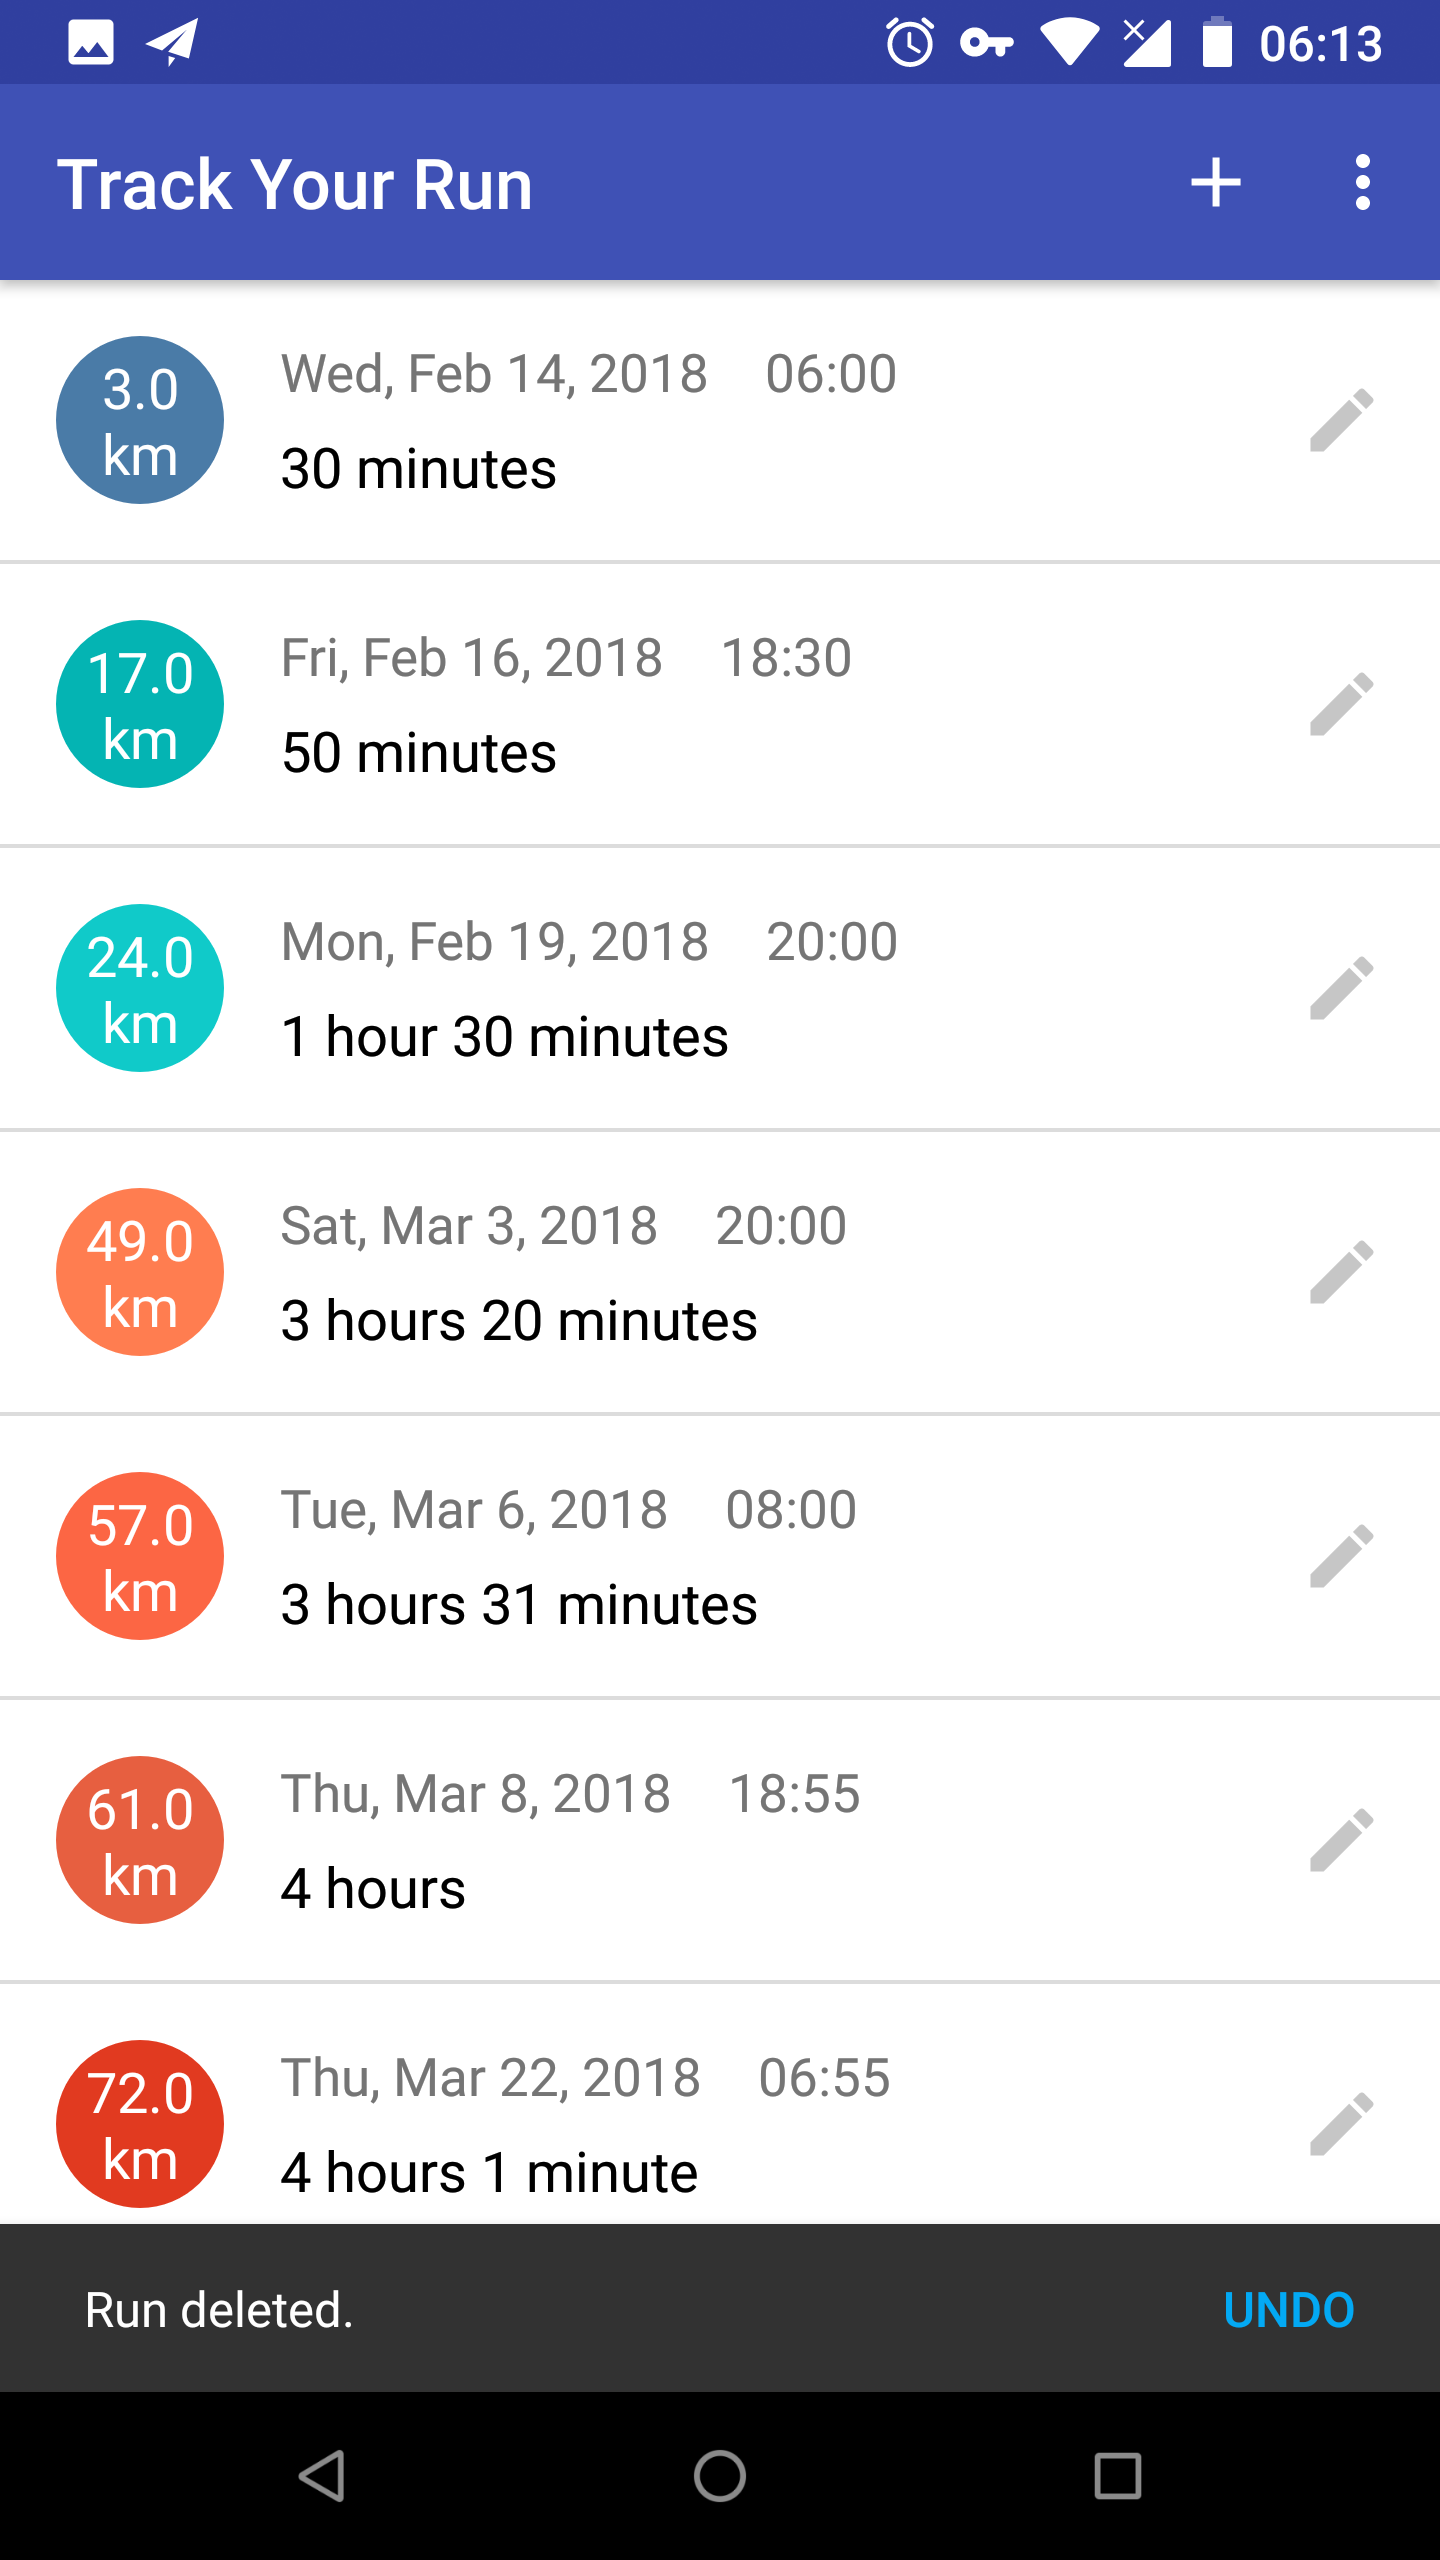 06:13
Track Your Run
3.0 km
Wed, Feb 14, 2018 06:00
30 minutes
17.0 km
Fri, Feb 16, 2018 18:30
50 minutes
24.0 km
Mon, Feb 19, 2018 20:00
1 hour 30 minutes
49.0 km
Sat, Mar 3, 2018 20:00
3 hours 20 minutes
57.0 km
Tue, Mar 6, 2018 08:00
3 hours 31 minutes
61.0 km
Thu, Mar 8, 2018 18:55
4 hours
72.0 km
Thu, Mar 22, 2018 06:55
4 hours 1 minute
Run deleted. UNDO